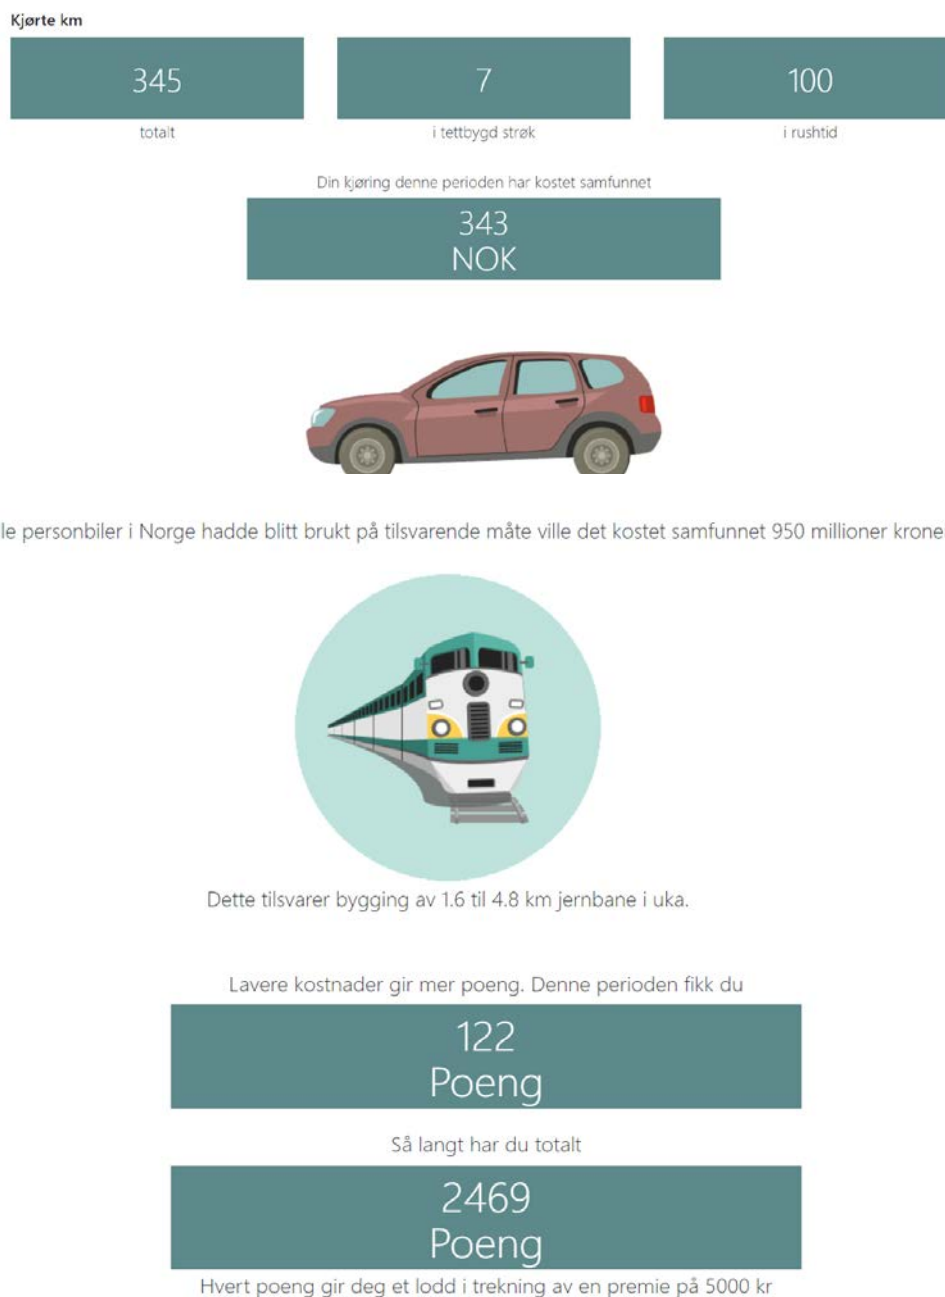 Kjørte km
345 7 100
totalt i tettbygd strøk i rushtid
Din kjøring denne perioden har kostet samfunnet
343
NOK
le personbiler i Norge hadde blitt brukt på tilsvarende måte ville det kostet samfunnet 950 millioner krone
Dette tilsvarer bygging av 1.6 til 4.8 km jernbane i uka.
Lavere kostnader gir mer poeng. Denne perioden fikk du
122
Poeng
Så langt har du totalt
2469
Poeng
Hvert poeng gir deg et lodd i trekning av en premie på 5000 kr